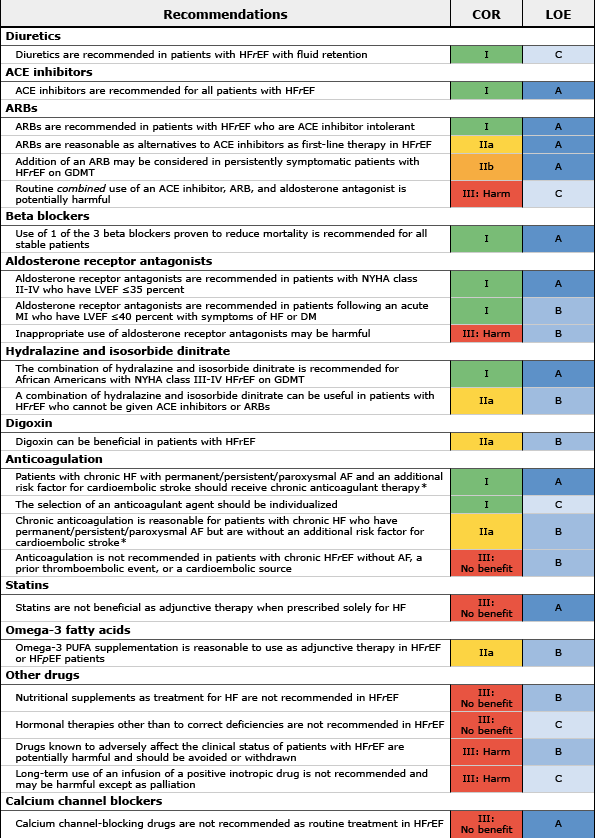 Recommendations COR LOE
Diuretics
Diuretics are recommended in patients with HFrEF with fluid retention I C
ACE inhibitors
ACE inhibitors are recommended for all patients with HFrEF I A
ARBs
ARBs are recommended in patients with HFrEF who are ACE inhibitor intolerant I A
ARBs are reasonable as alternatives to ACE inhibitors as first-line therapy in HFrEF IIa A
Addition of an ARB may be considered in persistently symptomatic patients with
HFrEF on GDMT IIb A
Routine combined use of an ACE inhibitor, ARB, and aldosterone antagonist is
potentially harmful III: Harm C
Beta blockers
Use of 1 of the 3 beta blockers proven to reduce mortality is recommended for all
stable patients I A
Aldosterone receptor antagonists
Aldosterone receptor antagonists are recommended in patients with NYHA class
II-IV who have LVEF ≤35 percent I A
Aldosterone receptor antagonists are recommended in patients following an acute
MI who have LVEF ≤40 percent with symptoms of HF or DM I B
Inappropriate use of aldosterone receptor antagonists may be harmful III: Harm B
Hydralazine and isosorbide dinitrate
The combination of hydralazine and isosorbide dinitrate is recommended for
African Americans with NYHA class III-IV HFrEF on GDMT I A
A combination of hydralazine and isosorbide dinitrate can be useful in patients with
HFrEF who cannot be given ACE inhibitors or ARBs IIa B
Digoxin
Digoxin can be beneficial in patients with HFrEF IIa B
Anticoagulation
Patients with chronic HF with permanent/persistent/paroxysmal AF and an additional
risk factor for cardioembolic stroke should receive chronic anticoagulant therapy* I A
The selection of an anticoagulant agent should be individualized I C
Chronic anticoagulation is reasonable for patients with chronic HF who have
permanent/persistent/paroxysmal AF but are without an additional risk factor for
cardioembolic stroke* IIa B
Anticoagulation is not recommended in patients with chronic HFrEF without AF, a
prior thromboembolic event, or a cardioembolic source III:
No benefit B
Statins
Statins are not beneficial as adjunctive therapy when prescribed solely for HF III:
No benefit A
Omega-3 fatty acids
Omega-3 PUFA supplementation is reasonable to use as adjunctive therapy in HFrEF
or HFpEF patients IIa B
Other drugs
Nutritional supplements as treatment for HF are not recommended in HFrEF III:
No benefit B
Hormonal therapies other than to correct deficiencies are not recommended in HFrEF III:
No benefit C
Drugs known to adversely affect the clinical status of patients with HFrEF are
potentially harmful and should be avoided or withdrawn III: Harm B
Long-term use of an infusion of a positive inotropic drug is not recommended and
may be harmful except as palliation III: Harm C
Calcium channel blockers
Calcium channel-blocking drugs are not recommended as routine treatment in HFrEF III:
No benefit A